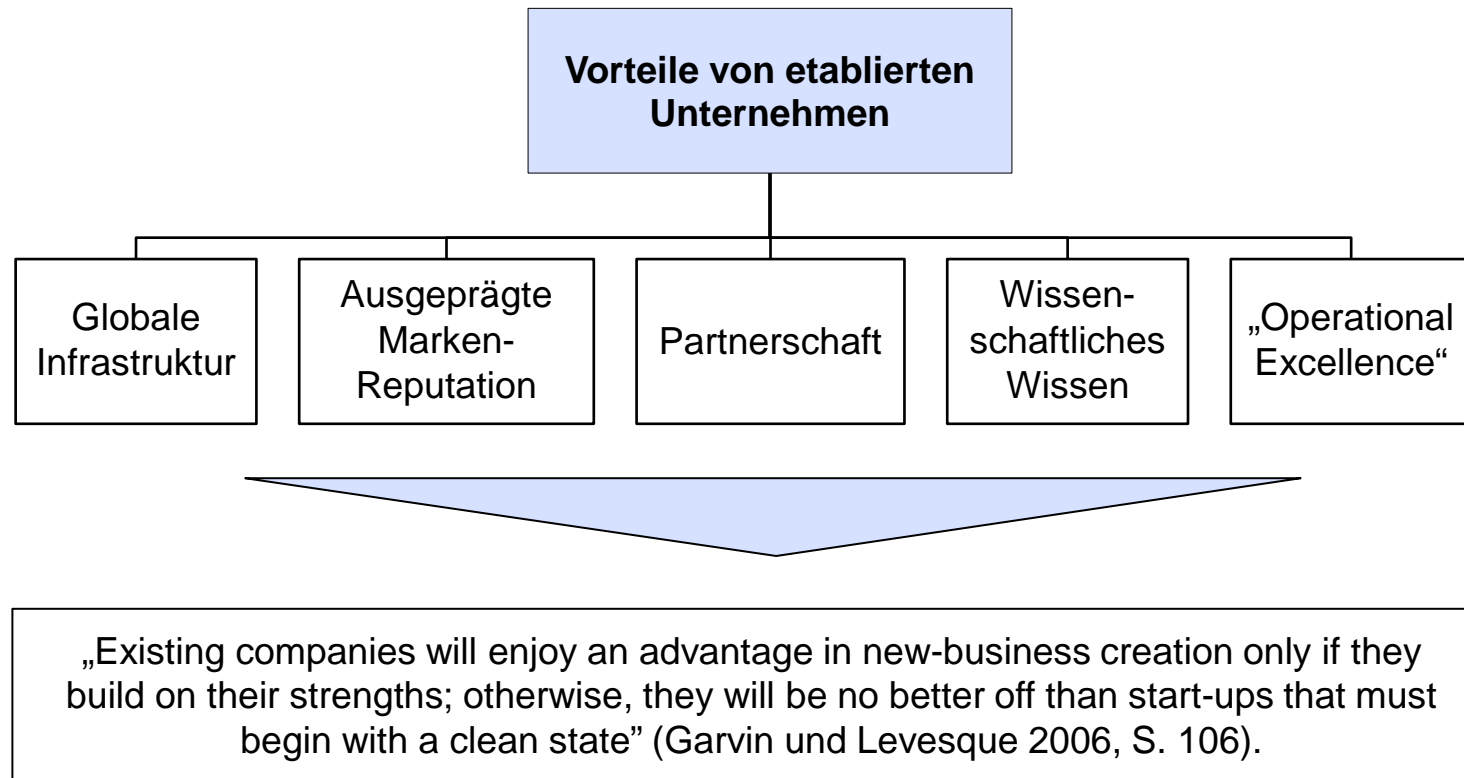 Vorteile von etablierten
Unternehmen
Globale
Infrastruktur
Ausgeprägte
Marken-
Reputation
Partnerschaft
Wissen-
schaftliches
Wissen
„Operational
Excellence“
„Existing companies will enjoy an advantage in new-business creation only if they
build on their strengths; otherwise, they will be no better off than start-ups that must
begin with a clean state” (Garvin und Levesque 2006, S. 106).